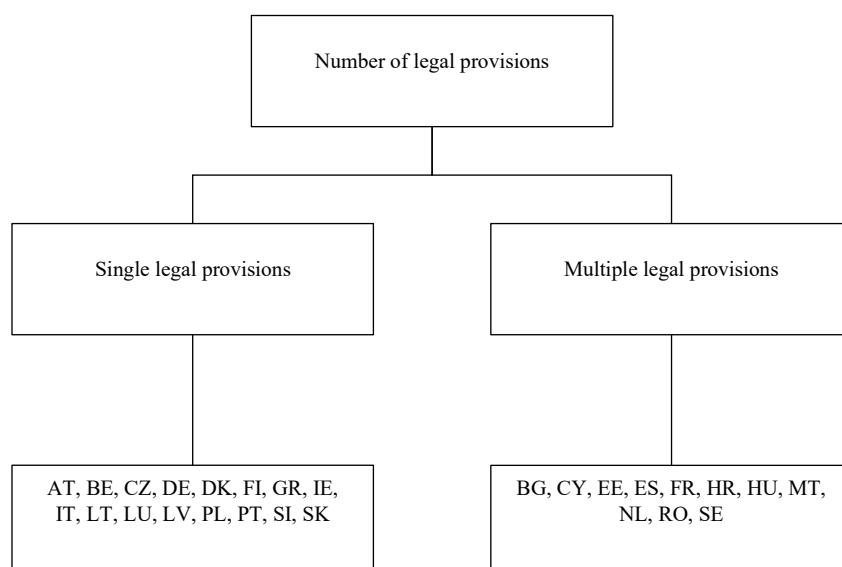 Number of legal provisions
Single legal provisions
Multiple legal provisions
AT, BE, CZ, DE, DK, FI, GR, IE,
IT, LT, LU, LV, PL, PT, SI, SK
BG, CY, EE, ES, FR, HR, HU, MT,
NL, RO, SE